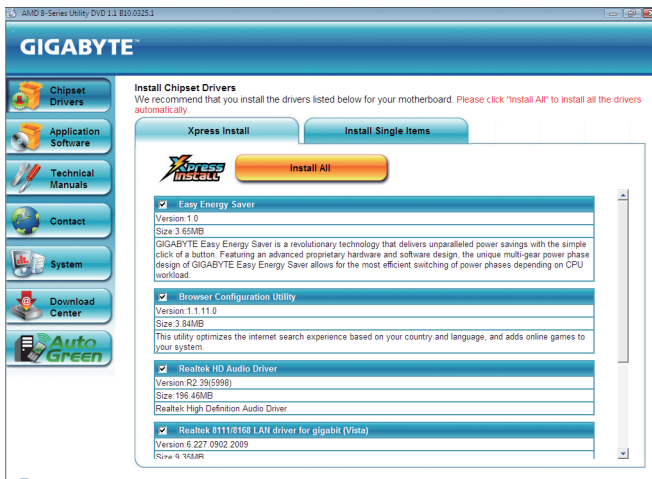 AMD 8-Series Utility DVD 1.1 B10.0325.1
GIGABYTE™
Chipset
Drivers
Application
Software
Technical
Manuals
Contact
System
Download
Center
Auto
Green
Install Chipset Drivers
We recommend that you install the drivers listed below for your motherboard. Please click "Install All" to install all the drivers
automatically.
Xpress Install
Install Single Items
Xpress
Install
Install All
Easy Energy Saver
Version:1.0
Size:3.65MB
GIGABYTE Easy Energy Saver is a revolutionary technology that delivers unparalleled power savings with the simple
click of a button. Featuring an advanced proprietary hardware and software design, the unique multi-gear power phase
design of GIGABYTE Easy Energy Saver allows for the most efficient switching of power phases depending on CPU
workload.
Browser Configuration Utility
Version:1.1.11.0
Size:3.84MB
This utility optimizes the internet search experience based on your country and language, and adds online games to
your system.
Realtek HD Audio Driver
Version:R2.39(5998)
Size:196.46MB
Realtek High Definition Audio Driver
Realtek 8111/8168 LAN driver for gigabit (Vista)
Version:6.227.0902.2009
Size:9.35MB